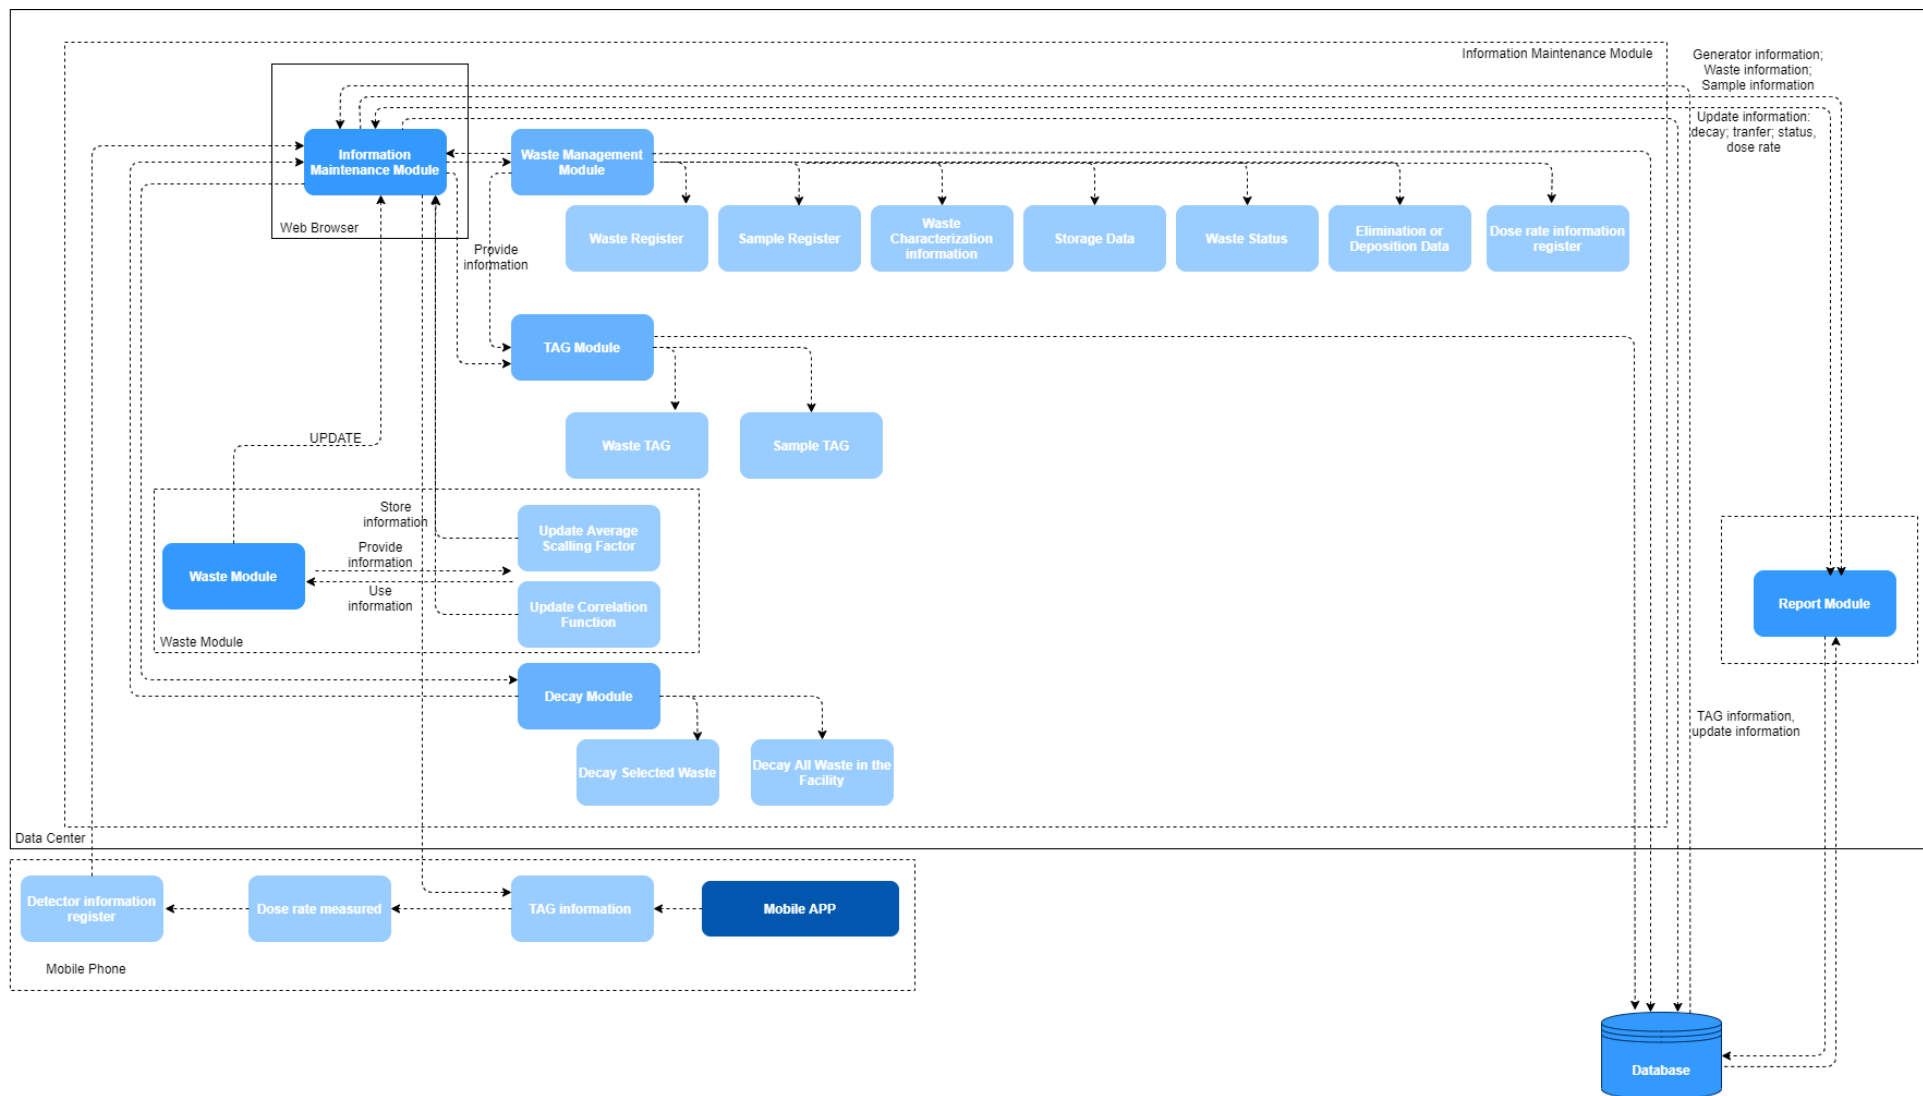 Information Maintenance Module
Generator information;
Waste information;
Sample information
Update information:
decay; tranfer; status,
dose rate
Information
Maintenance Module
Web Browser
Waste Management
Module
Provide
information
Waste Register
Sample Register
Waste
Characterization
information
Storage Data
Waste Status
Elimination or
Deposition Data
Dose rate information
register
TAG Module
Waste TAG
Sample TAG
UPDATE
Store
information
Update Average
Scalling Factor
Waste Module
Provide
information
Use
information
Update Correlation
Function
Waste Module
Report Module
Decay Module
TAG information,
update information
Decay Selected Waste
Decay All Waste in the
Facility
Data Center
Detector information
register
Dose rate measured
TAG information
Mobile APP
Mobile Phone
Database